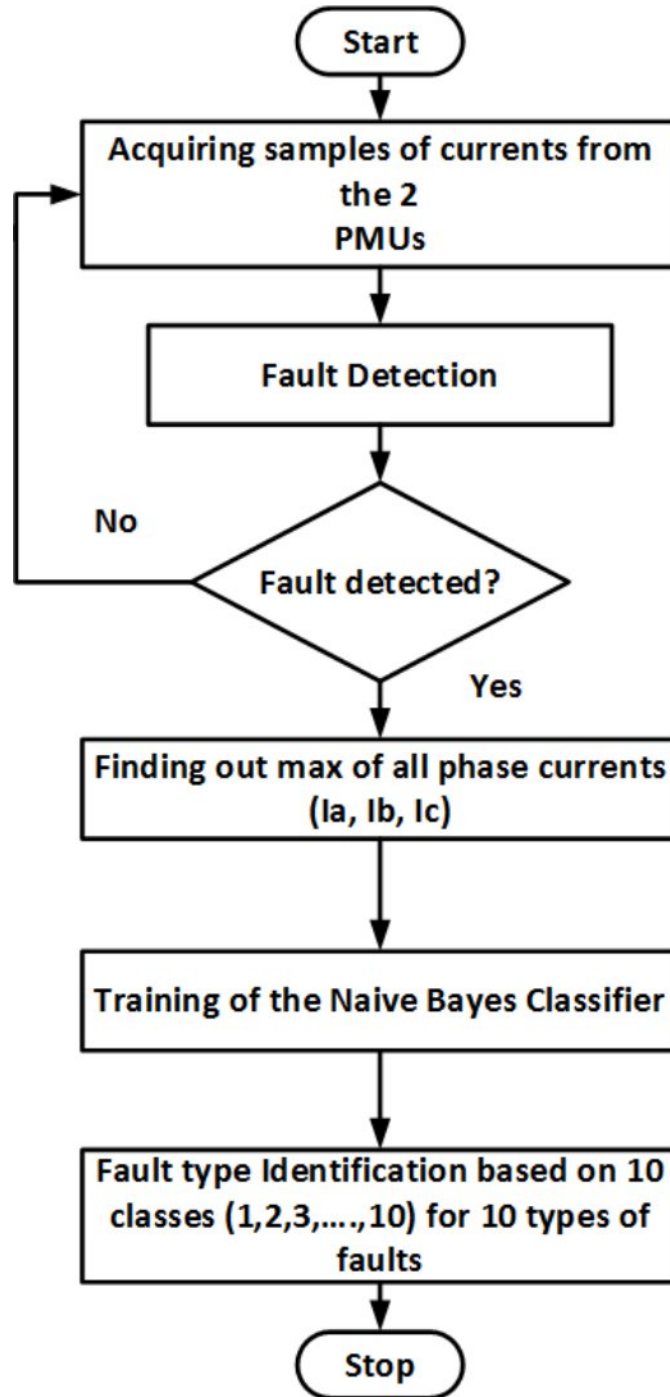 Start
Acquiring samples of currents from
the 2
PMUs
Fault Detection
No
Fault detected?
Yes
Finding out max of all phase currents
(Ia, Ib, Ic)
Training of the Naive Bayes Classifier
Fault type Identification based on 10
classes (1,2,3,....,10) for 10 types of
faults
Stop